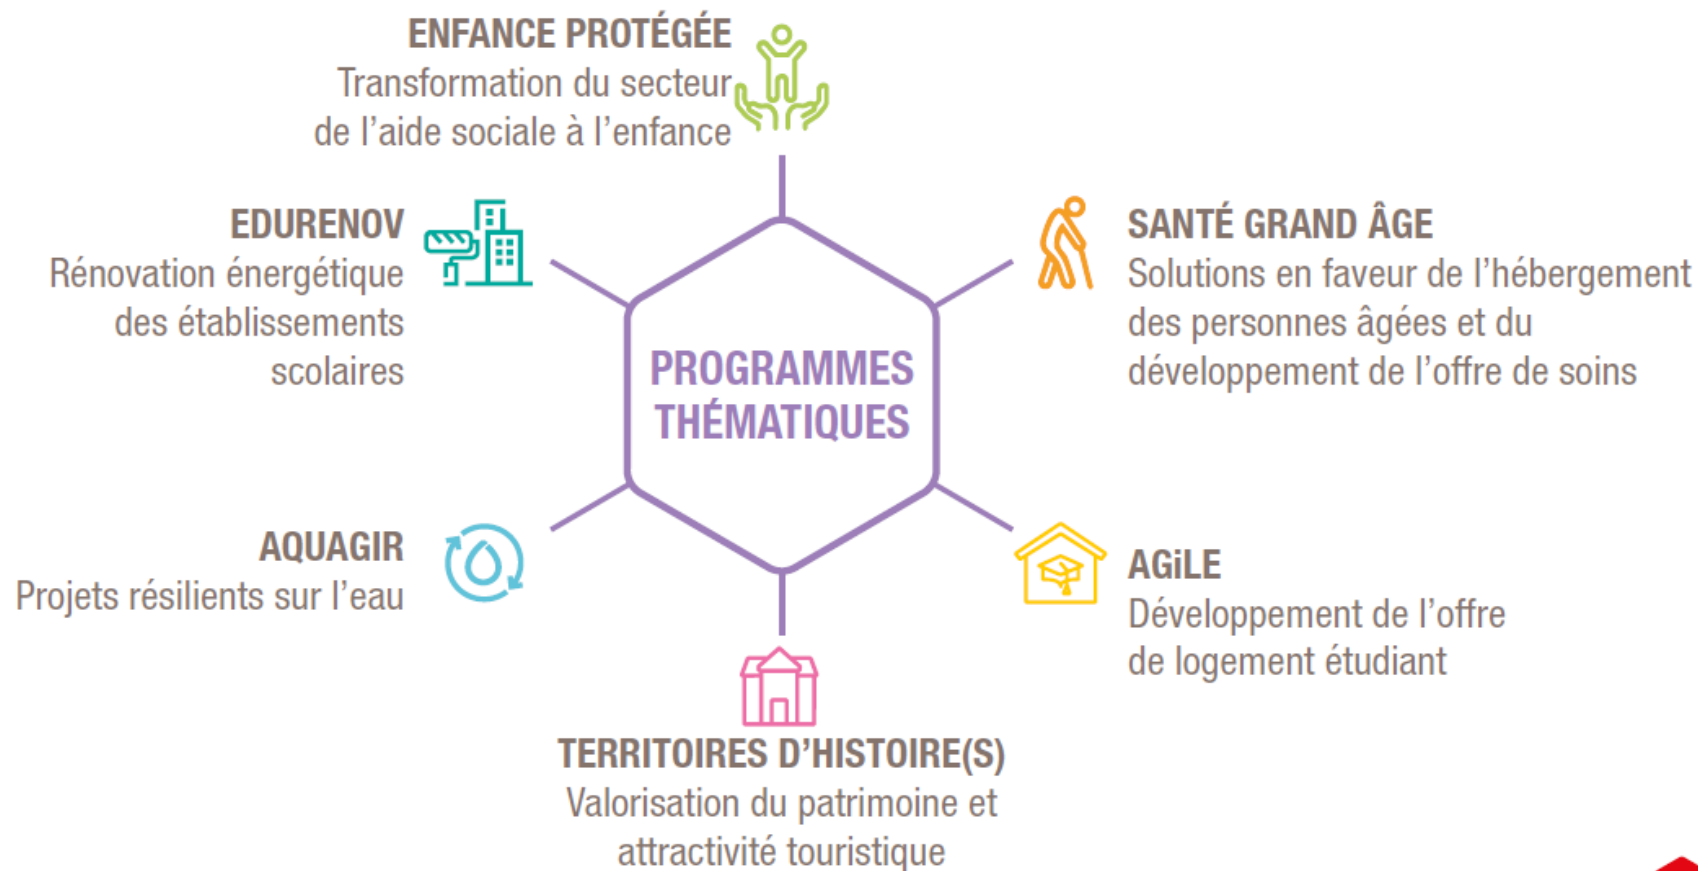 ENFANCE PROTÉGÉE
Transformation du secteur
de l’aide sociale à l’enfance
EDURENOV
Rénovation énergétique
des établissements
scolaires
SANTÉ GRAND ÂGE
Solutions en faveur de l’hébergement
des personnes âgées et du
développement de l’offre de soins
PROGRAMMES
THÉMATIQUES
AQUAGIR
Projets résilients sur l’eau
AGiLE
Développement de l’offre
de logement étudiant
TERRITOIRES D’HISTOIRE(S)
Valorisation du patrimoine et
attractivité touristique